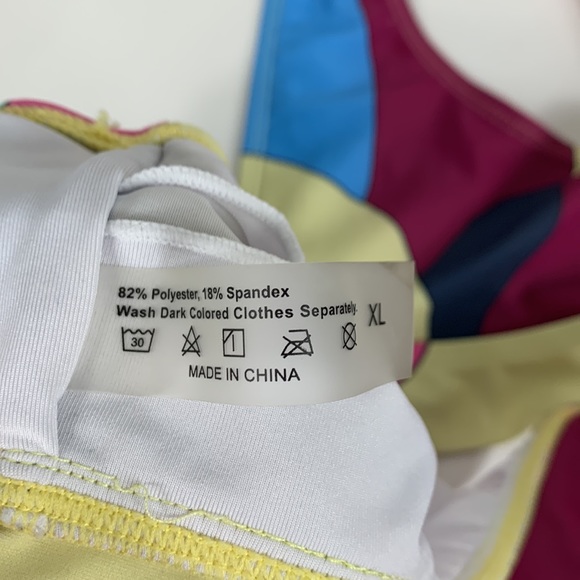 82% Polyester, 18% Spandex
Wash Dark Colored Clothes Separately.
XL
30
MADE IN CHINA